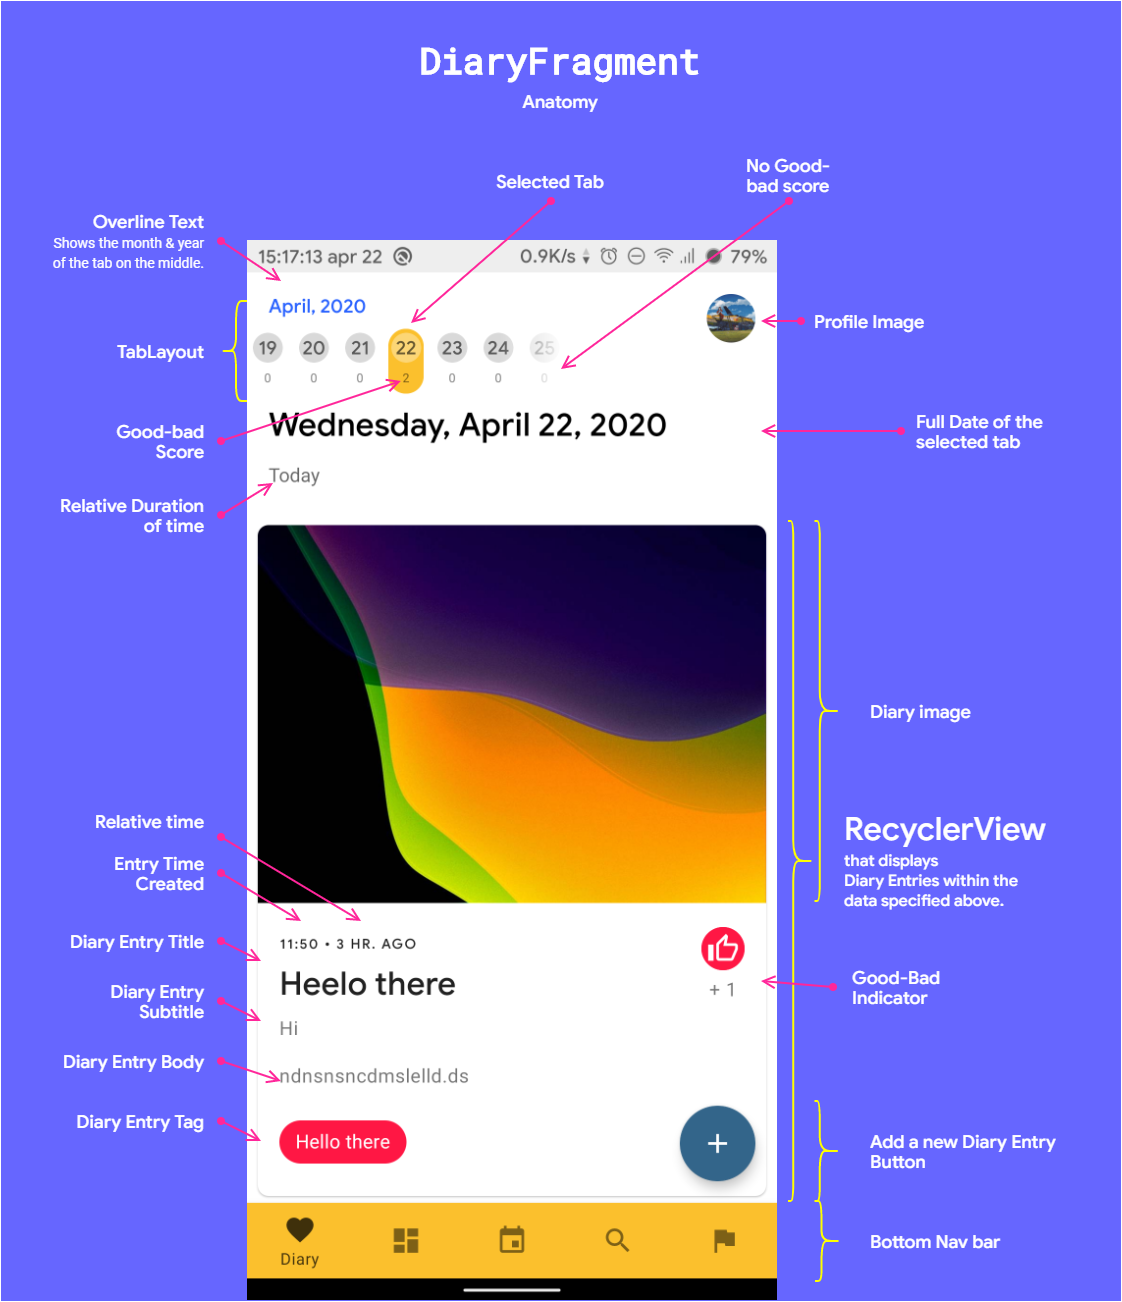 DiaryFragment
Anatomy
No Good-
bad score
Selected Tab
Overline Text
Shows the month & year
of the tab on the middle.
15:17:13 apr 22
0.9K/s
79%
April, 2020
Profile Image
TabLayout
19 20 21 22 23 24 25
0 0 0 2 0 0 0
Good-bad
Score
Wednesday, April 22, 2020
Full Date of the
selected tab
Today
Relative Duration
of time
Diary image
Relative time
RecyclerView
that displays
Diary Entries within the
data specified above.
Entry Time
Created
11:50 • 3 HR. AGO
Diary Entry Title
Heelo there
+ 1
Good-Bad
Indicator
Diary Entry
Subtitle
Hi
Diary Entry Body
ndnsnsncdmslelld.ds
Diary Entry Tag
Hello there
Add a new Diary Entry
Button
Diary
Bottom Nav bar